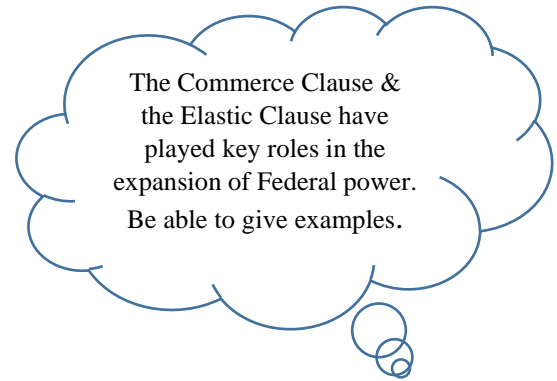 The Commerce Clause &
the Elastic Clause have
played key roles in the
expansion of Federal power.
Be able to give examples.